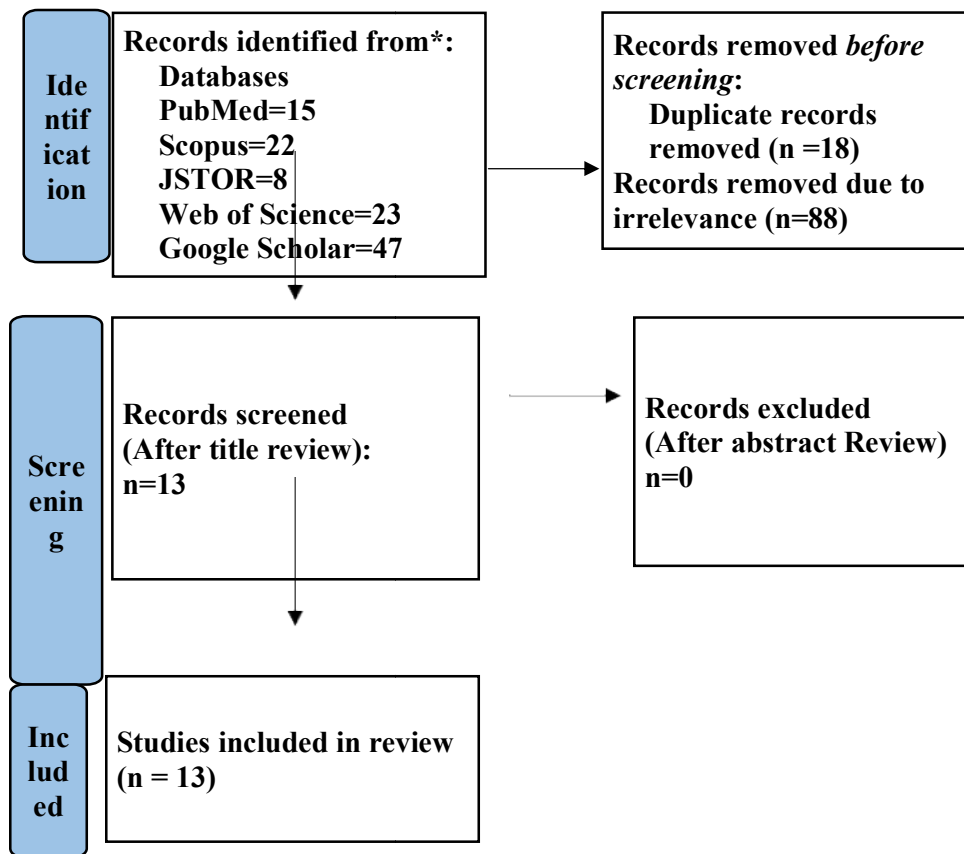 Ide
ntif
icat
ion
Records identified from*:
Databases
PubMed=15
Scopus=22
JSTOR=8
Web of Science=23
Google Scholar=47
Records removed before
screening:
Duplicate records
removed (n =18)
Records removed due to
irrelevance (n=88)
Scre
enin
g
Records screened
(After title review):
n=13
Records excluded
(After abstract Review)
n=0
Inc
lud
ed
Studies included in review
(n = 13)